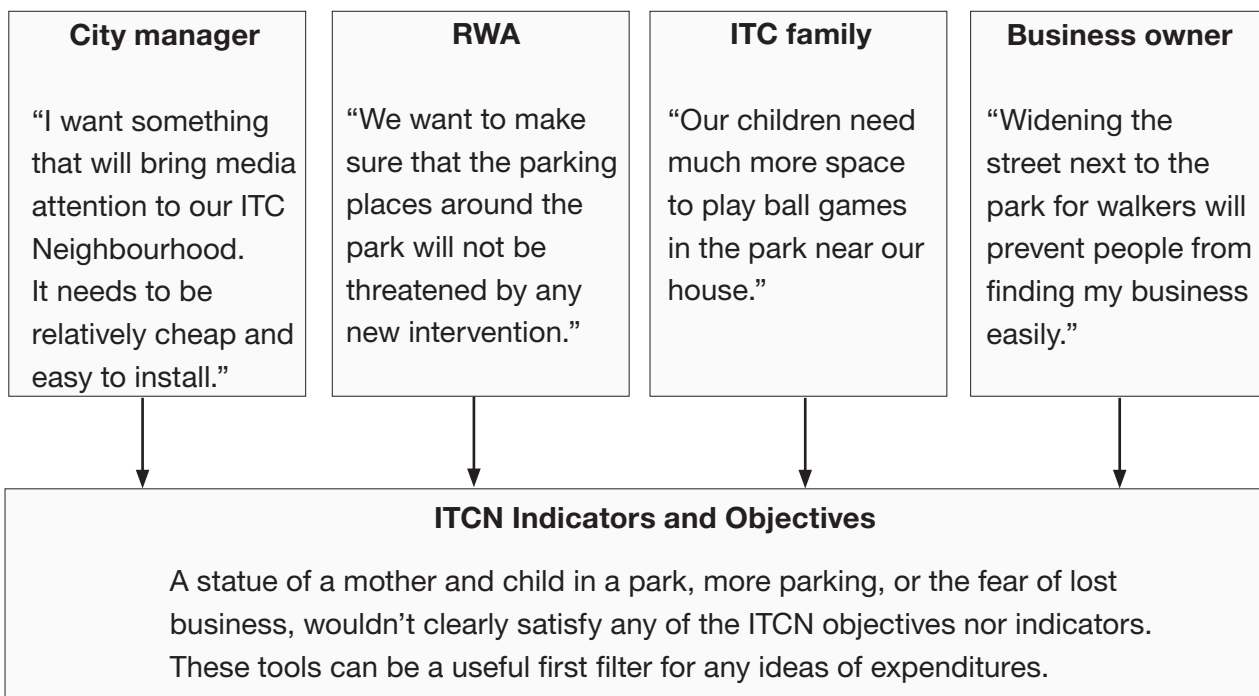 City manager
“I want something
that will bring media
attention to our ITC
Neighbourhood.
It needs to be
relatively cheap and
easy to install.”
RWA
“We want to make
sure that the parking
places around the
park will not be
threatened by any
new intervention.”
ITC family
“Our children need
much more space
to play ball games
in the park near our
house.”
Business owner
“Widening the
street next to the
park for walkers will
prevent people from
finding my business
easily.”
ITCN Indicators and Objectives
A statue of a mother and child in a park, more parking, or the fear of lost
business, wouldn’t clearly satisfy any of the ITCN objectives nor indicators.
These tools can be a useful first filter for any ideas of expenditures.